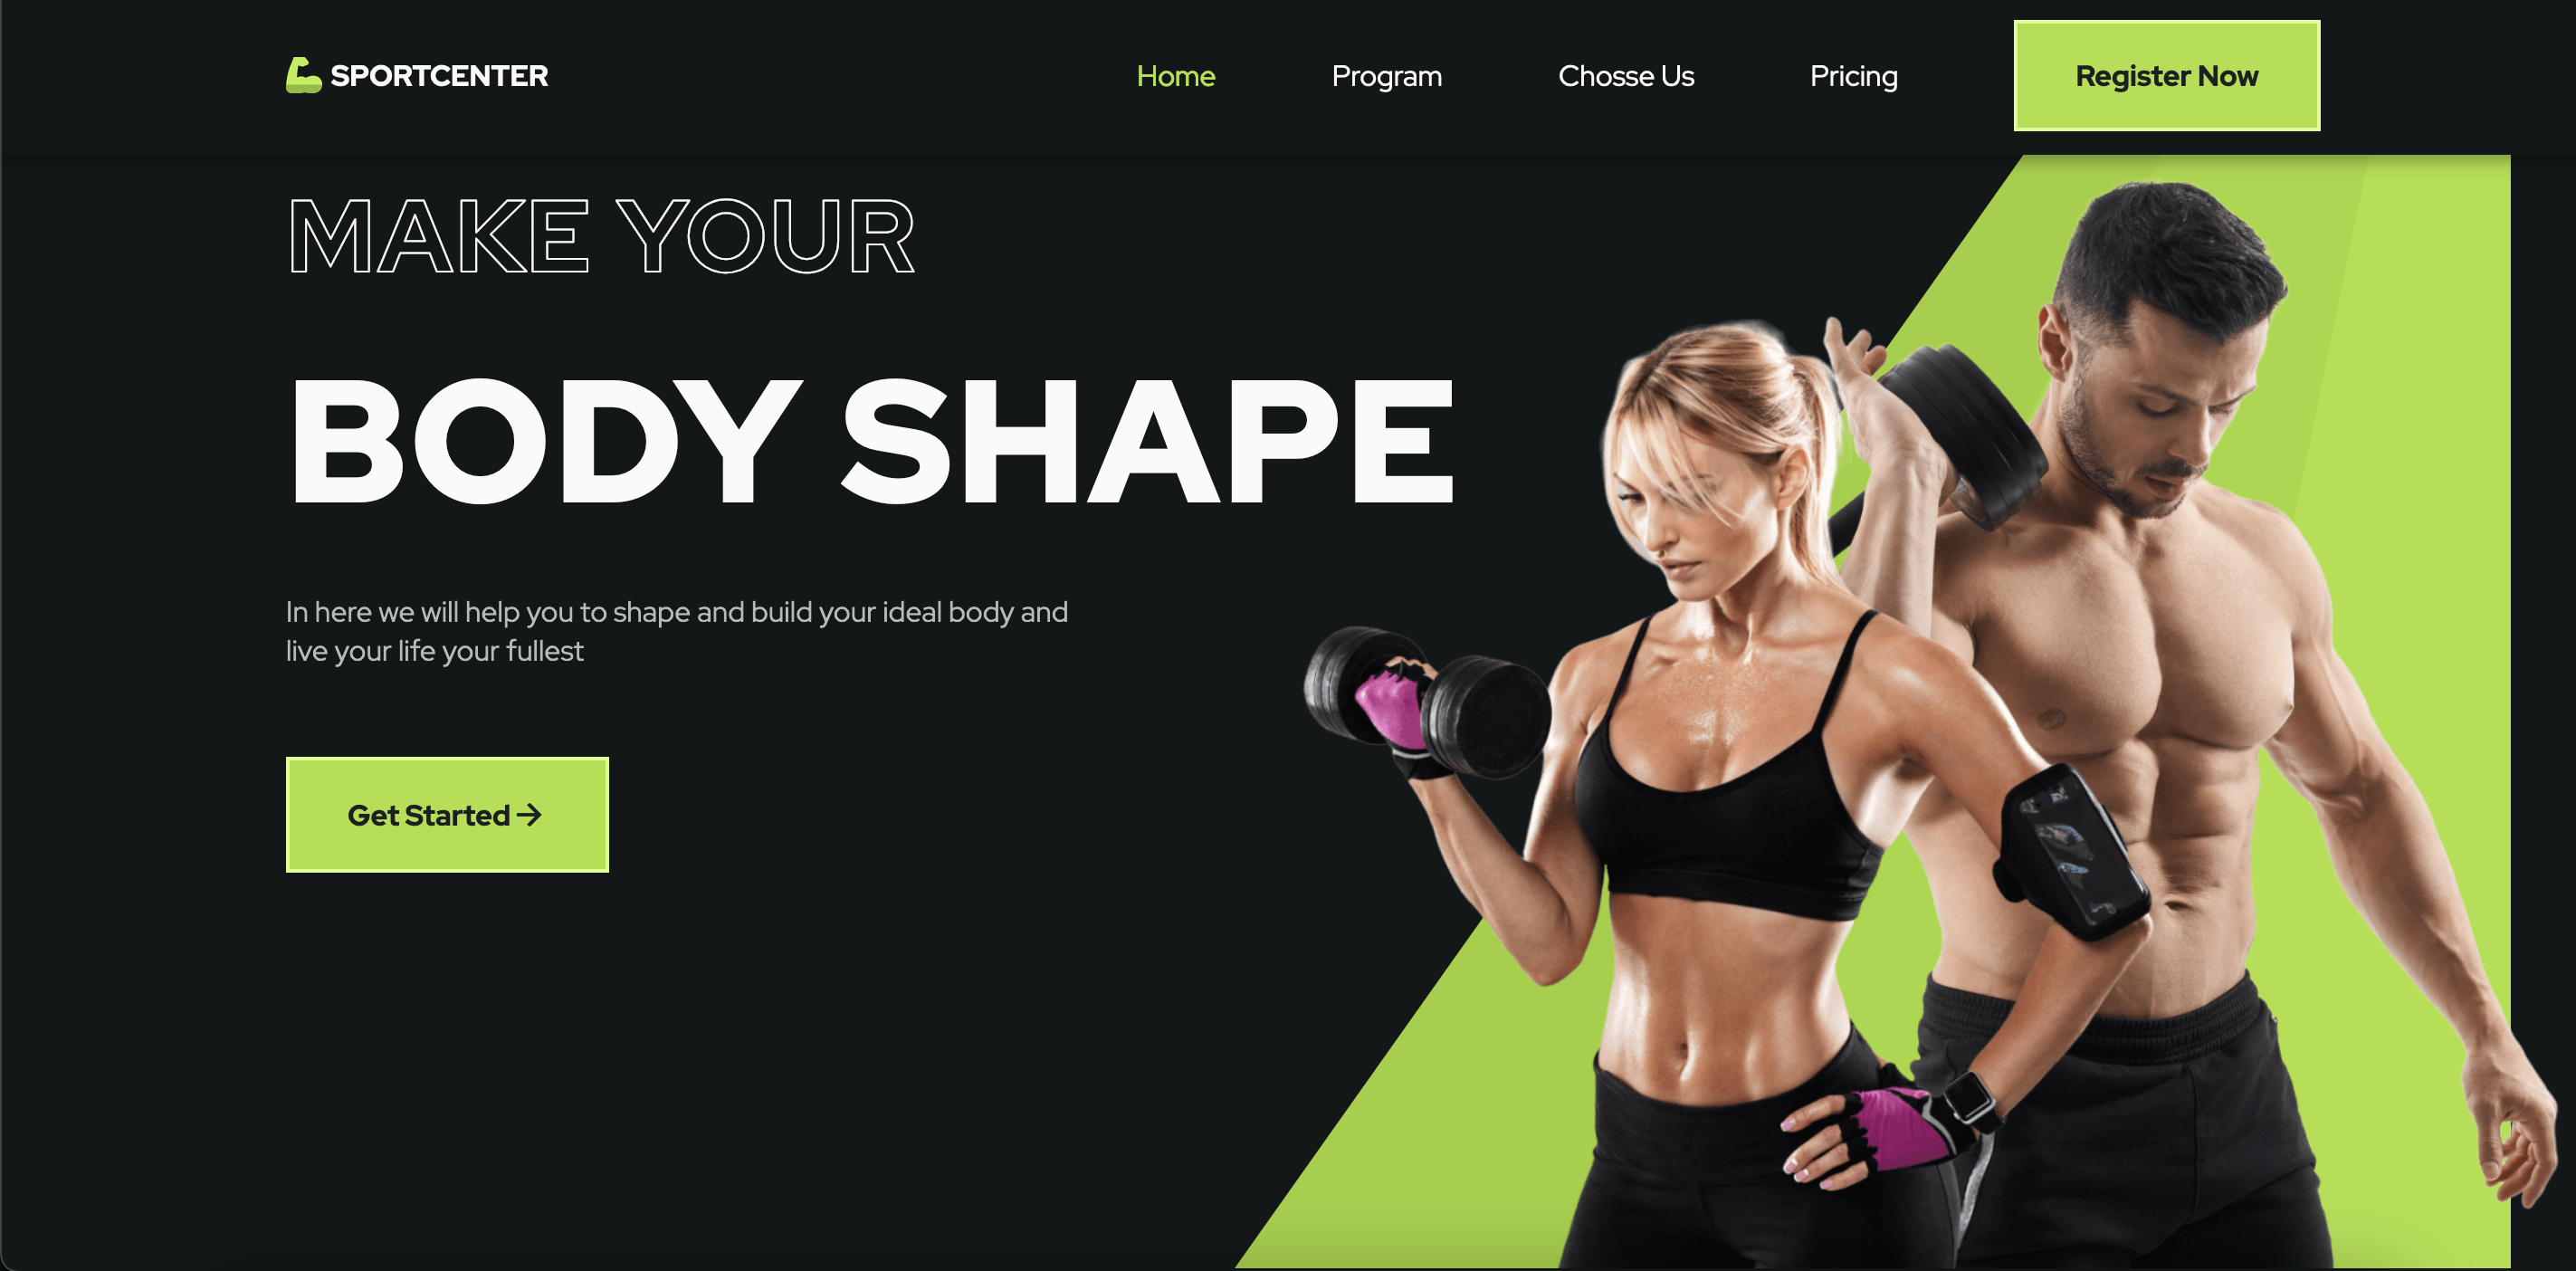 SPORTCENTER
Home
Program
Chosse Us
Pricing
Register Now
MAKE YOUR
BODY SHAPE
In here we will help you to shape and build your ideal body and
live your life your fullest
Get Started →